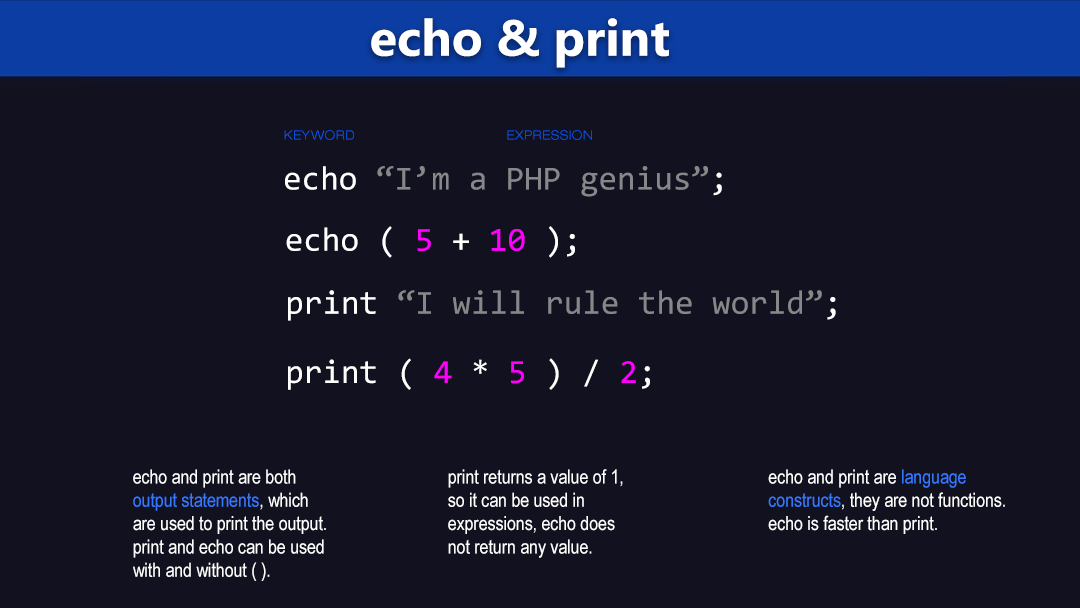 echo & print
KEYWORD EXPRESSION
echo “I’m a PHP genius”;
echo ( 5 + 10 );
print “I will rule the world”;
print ( 4 * 5 ) / 2;
echo and print are both
output statements, which
are used to print the output.
print and echo can be used
with and without ( ).
print returns a value of 1,
so it can be used in
expressions, echo does
not return any value.
echo and print are language
constructs, they are not functions.
echo is faster than print.